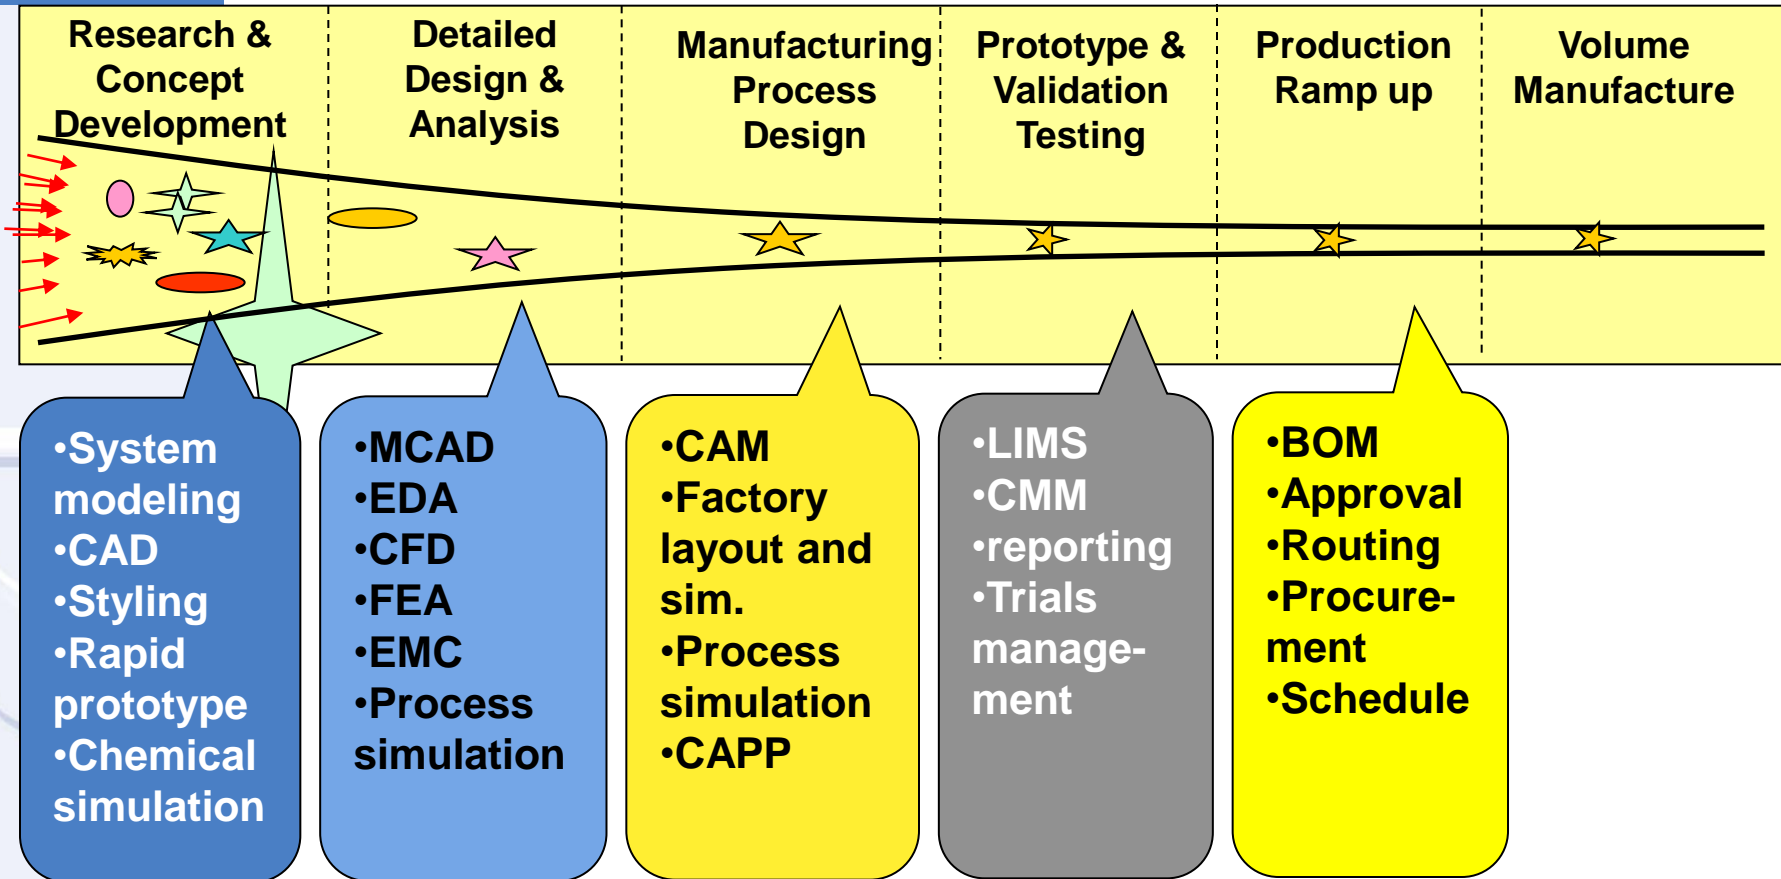 Research &
Concept
Development
Detailed
Design &
Analysis
Manufacturing
Process
Design
Prototype &
Validation
Testing
Production
Ramp up
Volume
Manufacture
•System
modeling
•CAD
•Styling
•Rapid
prototype
•Chemical
simulation
•MCAD
•EDA
•CFD
•FEA
•EMC
•Process
simulation
•CAM
•Factory
layout and
sim.
•Process
simulation
•CAPP
•LIMS
•CMM
•reporting
•Trials
manage-
ment
•BOM
•Approval
•Routing
•Procure-
ment
•Schedule